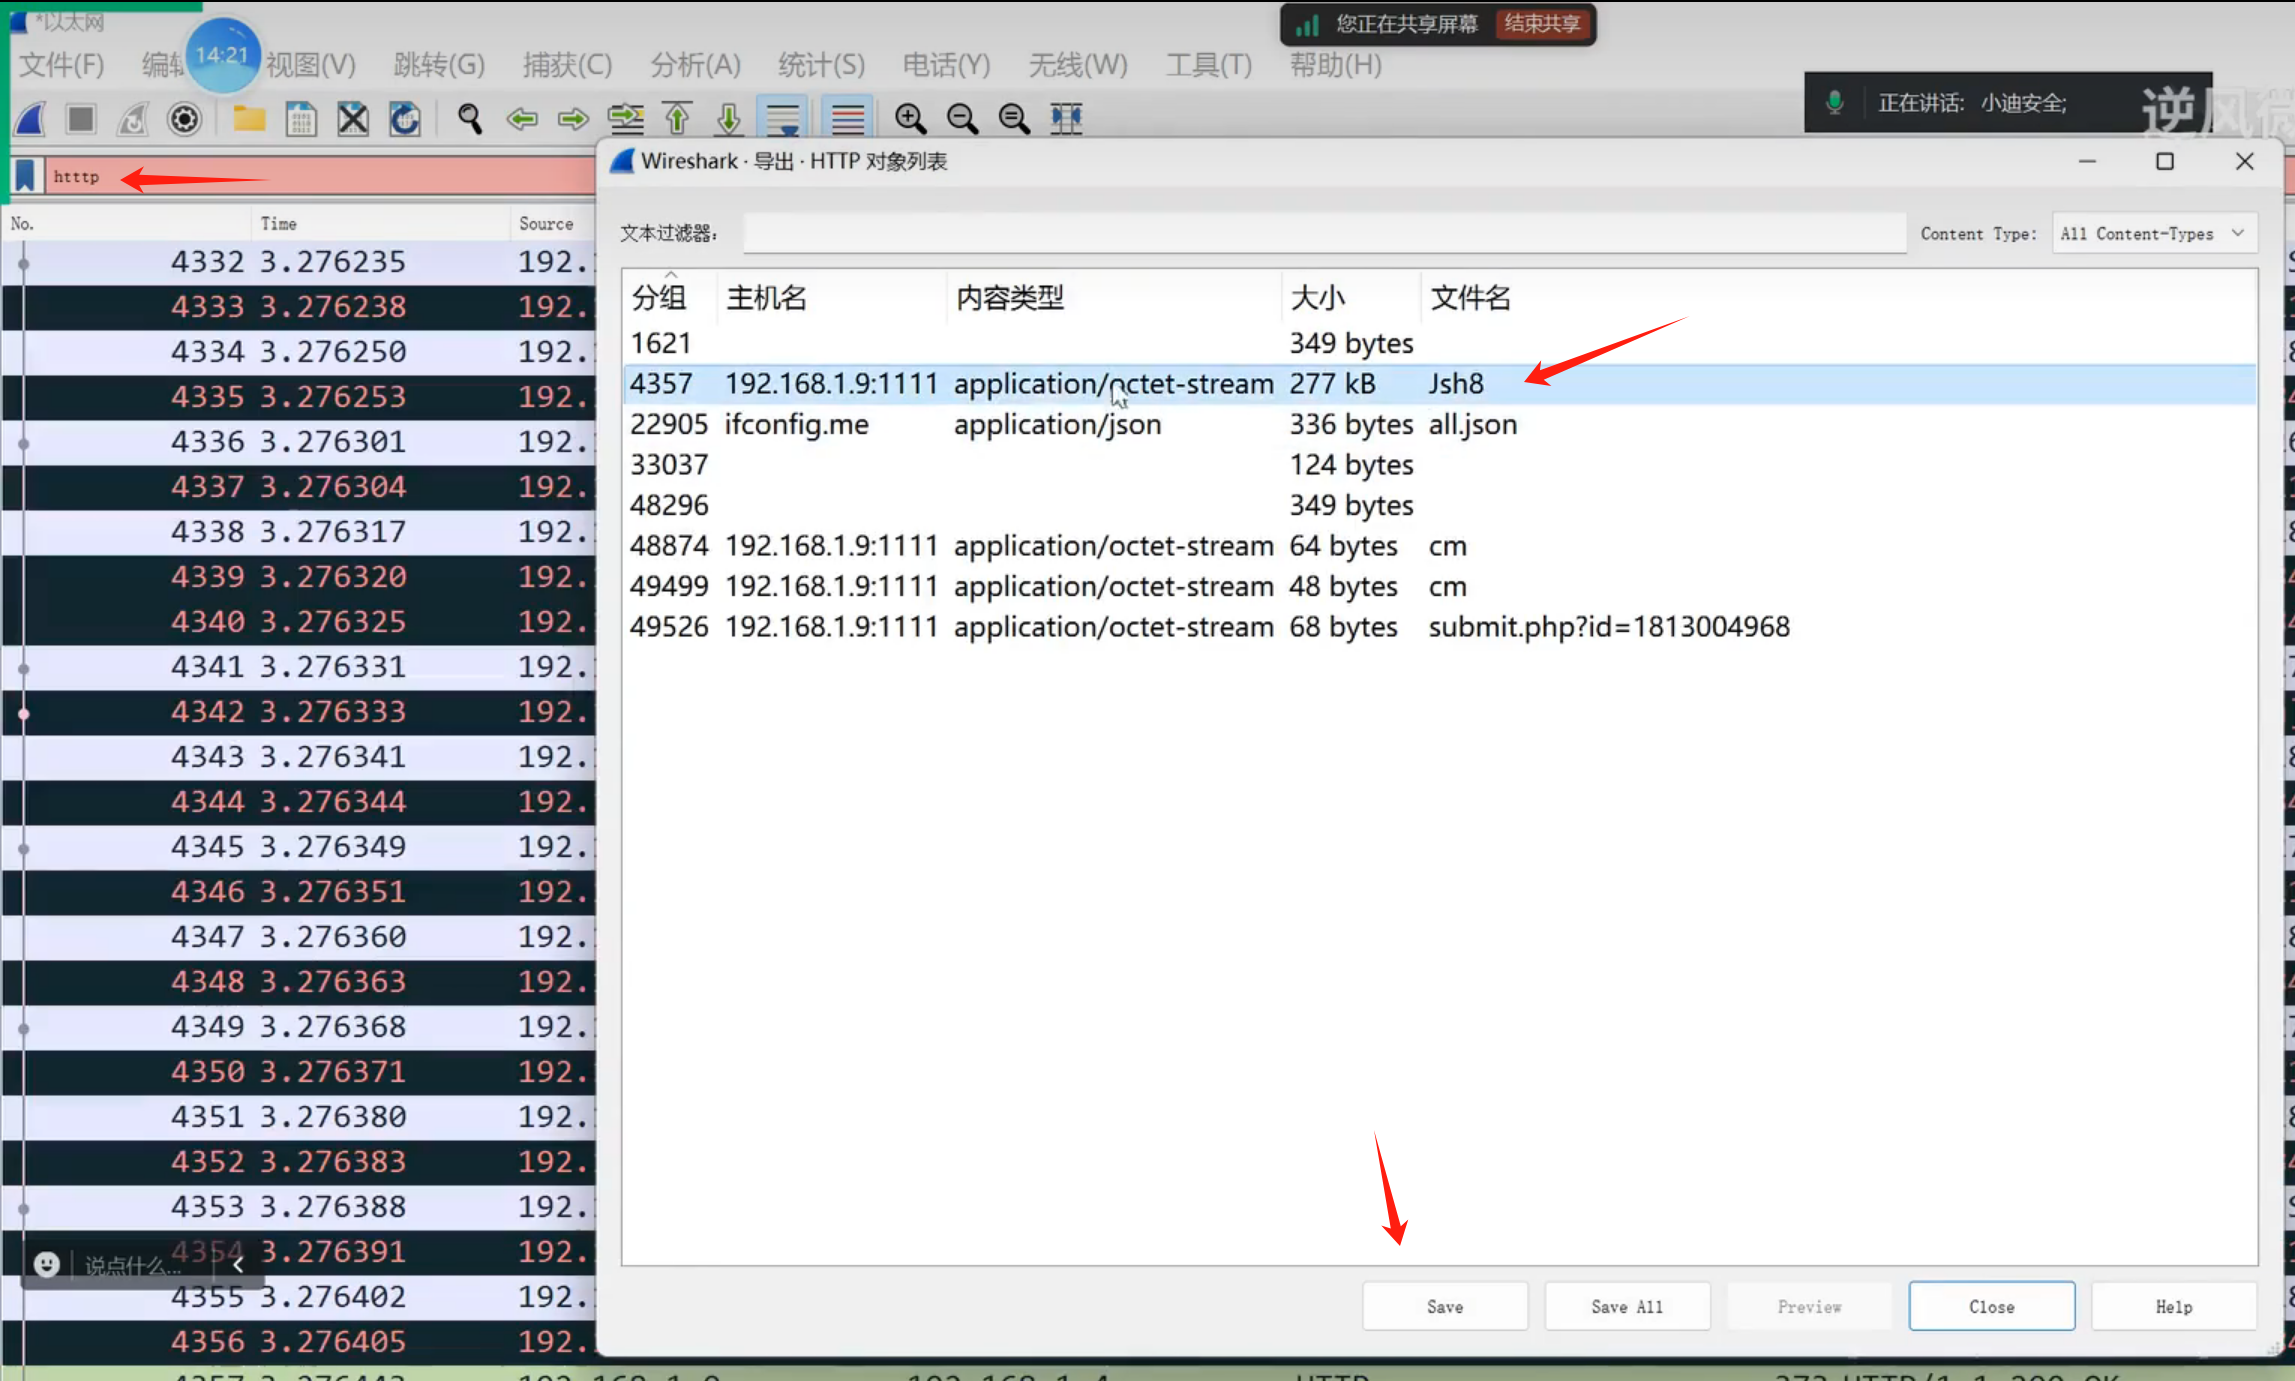 *以太网
您正在共享屏幕 结束共享
文件(F) 编辑 14:21 视图(V) 跳转(G) 捕获(C) 分析(A) 统计(S) 电话(Y) 无线(W) 工具(T) 帮助(H)
正在讲话: 小迪安全;
逆风微
htttp
Wireshark · 导出 · HTTP 对象列表
No. Time Source
文本过滤器:
Content Type: All Content-Types
分组 主机名 内容类型 大小 文件名
1621 349 bytes
4357 192.168.1.9:1111 application/octet-stream 277 kB Jsh8
22905 ifconfig.me application/json 336 bytes all.json
33037 124 bytes
48296 349 bytes
48874 192.168.1.9:1111 application/octet-stream 64 bytes cm
49499 192.168.1.9:1111 application/octet-stream 48 bytes cm
49526 192.168.1.9:1111 application/octet-stream 68 bytes submit.php?id=1813004968
4332 3.276235 192.
4333 3.276238 192.
4334 3.276250 192.
4335 3.276253 192.
4336 3.276301 192.
4337 3.276304 192.
4338 3.276317 192.
4339 3.276320 192.
4340 3.276325 192.
4341 3.276331 192.
4342 3.276333 192.
4343 3.276341 192.
4344 3.276344 192.
4345 3.276349 192.
4346 3.276351 192.
4347 3.276360 192.
4348 3.276363 192.
4349 3.276368 192.
4350 3.276371 192.
4351 3.276380 192.
4352 3.276383 192.
4353 3.276388 192.
4354 3.276391 192.
说点什么...
4355 3.276402 192.
4356 3.276405 192.
Save Save All Preview Close Help